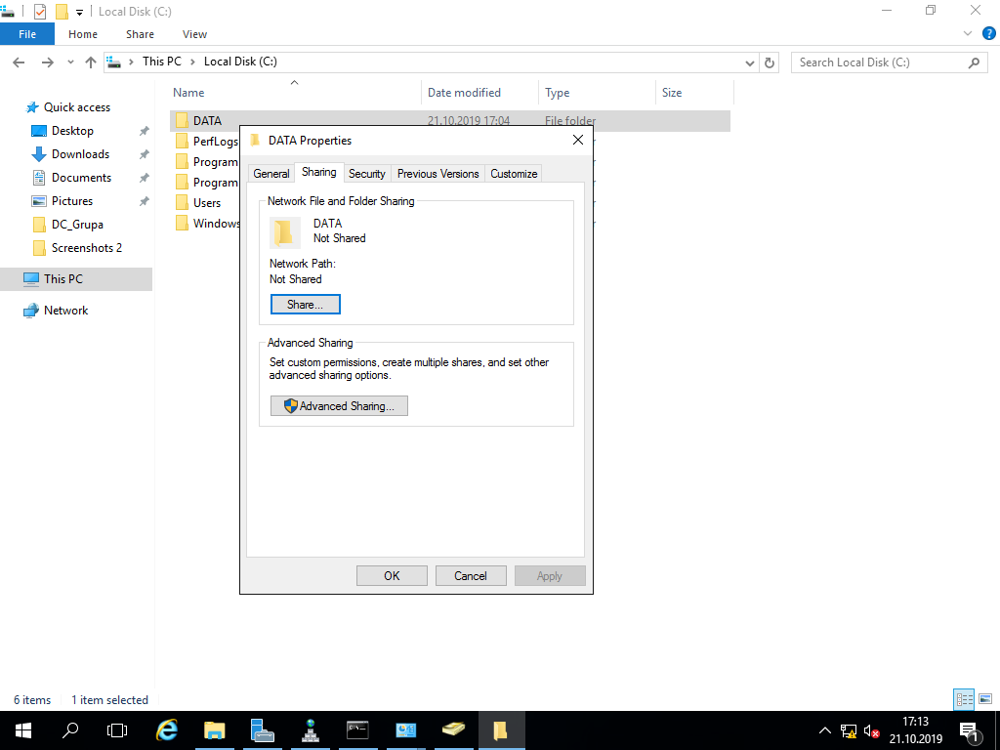 Local Disk (C:)
File Home Share View
This PC Local Disk (C:) Search Local Disk (C:)
Name Date modified Type Size
Quick access
Desktop
Downloads
Documents
Pictures
DC_Grupa
Screenshots 2
This PC
Network
DATA 21.10.2019 17:04 File folder
PerfLogs
Program
Program
Users
Windows
DATA Properties
General Sharing Security Previous Versions Customize
Network File and Folder Sharing
DATA
Not Shared
Network Path:
Not Shared
Share...
Advanced Sharing
Set custom permissions, create multiple shares, and set other
advanced sharing options.
Advanced Sharing...
OK Cancel Apply
6 items 1 item selected
17:13
21.10.2019
1